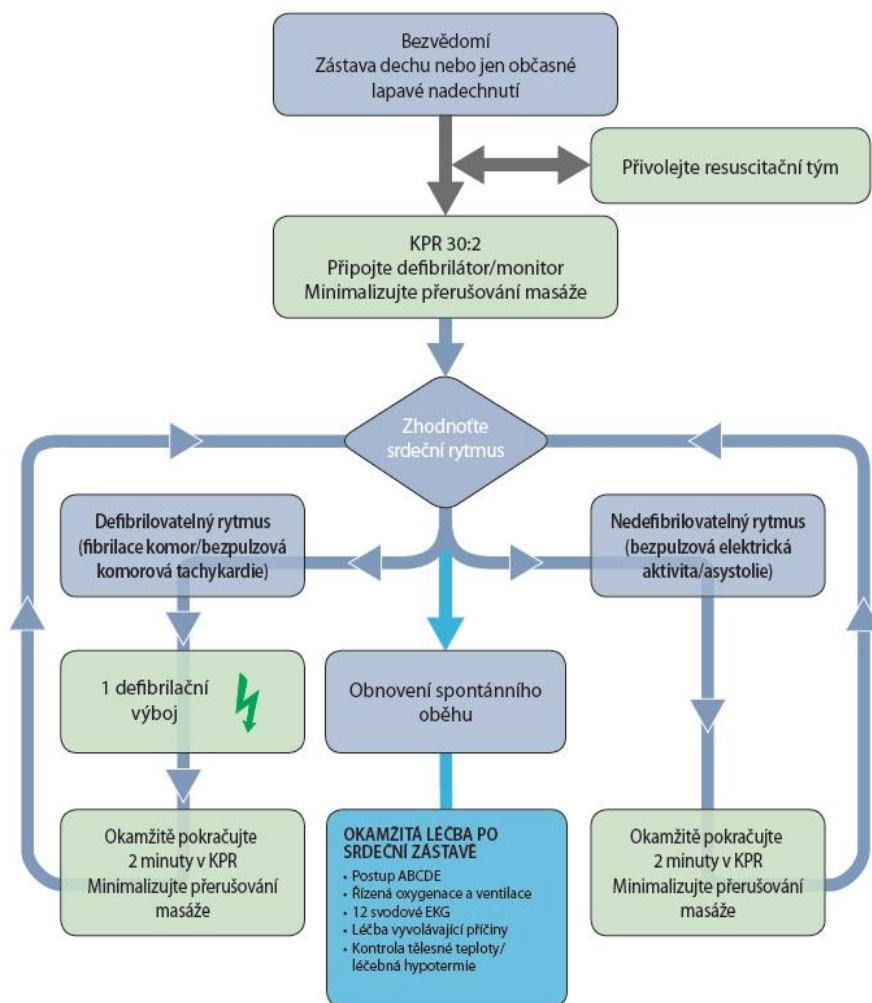 Bezvědomí
Zástava dechu nebo jen občasné
lapavé nadechnutí
Přivolejte resuscitační tým
KPR 30:2
Připojte defibrilátor/monitor
Minimalizujte přerušování masáže
Zhodnoťte
srdeční rytmus
Defibrilovatelný rytmus
(fibrilace komor/bezpulzová
komorová tachykardie)
Nedefibrilovatelný rytmus
(bezpulzová elektrická
aktivita/asystolie)
1 defibrilační
výboj
Obnovení spontánního
oběhu
Okamžitě pokračujte
2 minuty v KPR
Minimalizujte přerušování
masáže
OKAMŽITÁ LÉČBA PO
SRDEČNÍ ZÁSTAVĚ
• Postup ABCDE
• Řízená oxygenace a ventilace
• 12 svodové EKG
• Léčba vyvolávající příčiny
• Kontrola tělesné teploty/
léčebná hypotermie
Okamžitě pokračujte
2 minuty v KPR
Minimalizujte přerušování
masáže